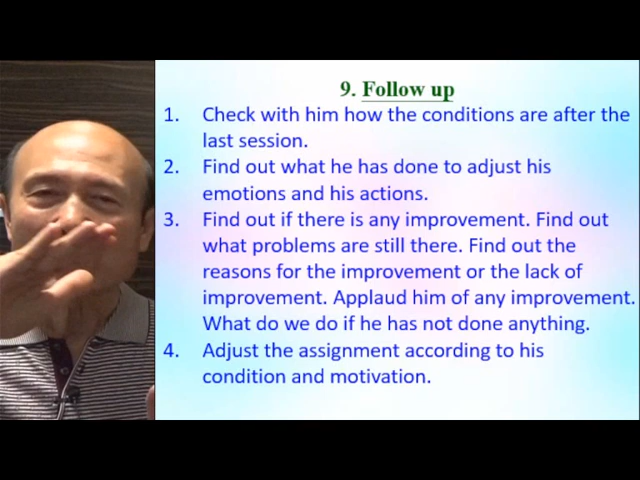 9. Follow up
1. Check with him how the conditions are after the
last session.
2. Find out what he has done to adjust his
emotions and his actions.
3. Find out if there is any improvement. Find out
what problems are still there. Find out the
reasons for the improvement or the lack of
improvement. Applaud him of any improvement.
What do we do if he has not done anything.
4. Adjust the assignment according to his
condition and motivation.